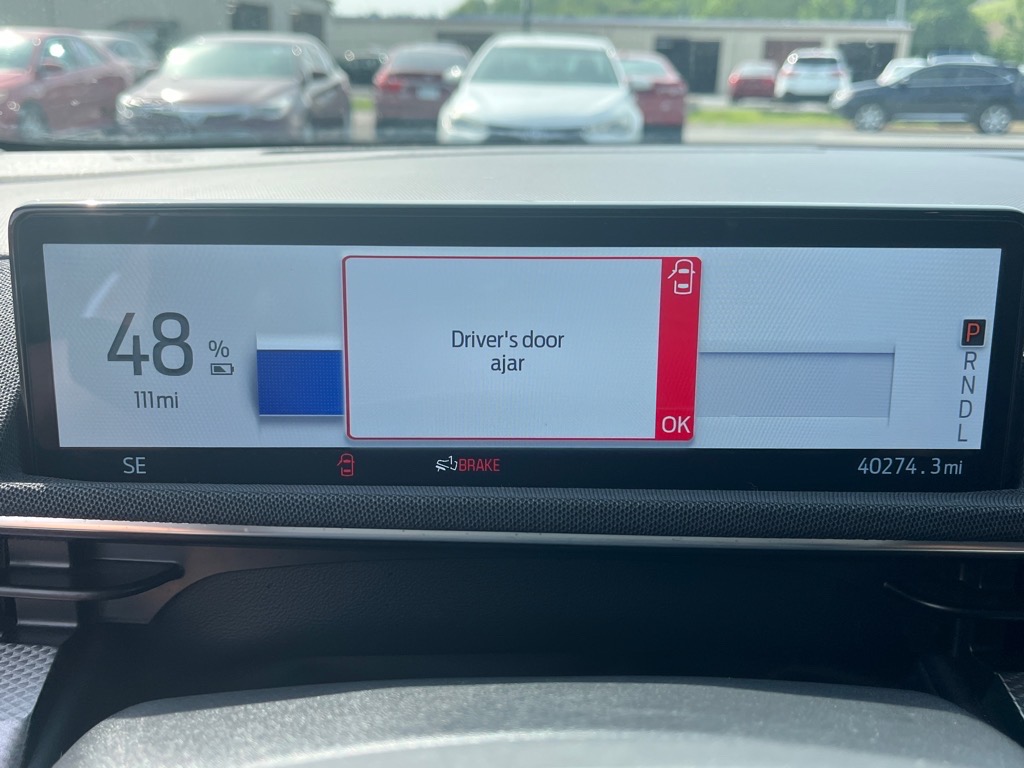 48 %
111mi
Driver's door
ajar
OK
P
R
N
D
L
SE
BRAKE
40274.3mi